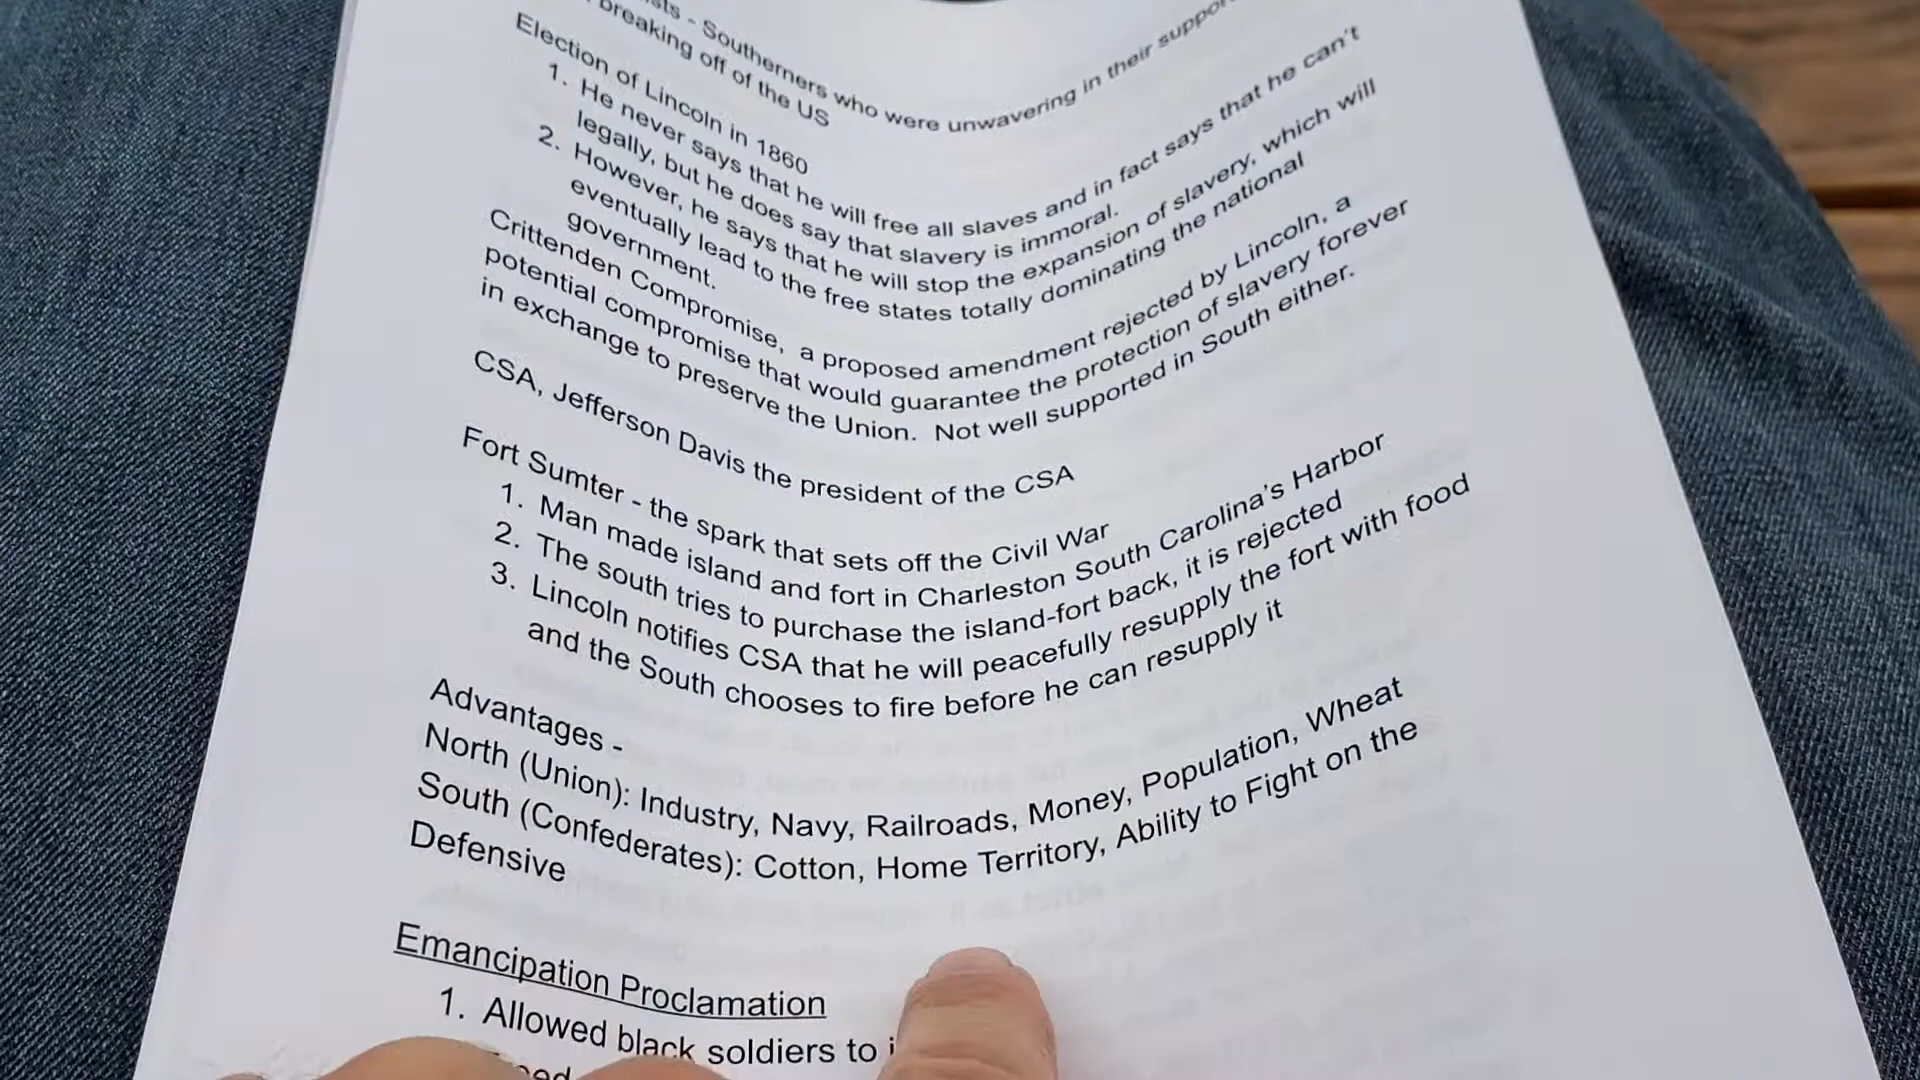 - Southerners who were unwavering in their
breaking off of the US
Election of Lincoln in 1860
1. He never says that he will free all slaves and in fact says that he can't
legally, but he does say that slavery is immoral.
2. However, he says that he will stop the expansion of slavery, which will
eventually lead to the free states totally dominating the national
government.
Crittenden Compromise, a proposed amendment rejected by Lincoln, a
potential compromise that would guarantee the protection of slavery forever
in exchange to preserve the Union. Not well supported in South either.
CSA, Jefferson Davis the president of the CSA
Fort Sumter - the spark that sets off the Civil War
1. Man made island and fort in Charleston South Carolina's Harbor
2. The south tries to purchase the island-fort back, it is rejected
3. Lincoln notifies CSA that he will peacefully resupply the fort with food
and the South chooses to fire before he can resupply it
Advantages -
North (Union): Industry, Navy, Railroads, Money, Population, Wheat
South (Confederates): Cotton, Home Territory, Ability to Fight on the
Defensive
Emancipation Proclamation
1. Allowed black soldiers to